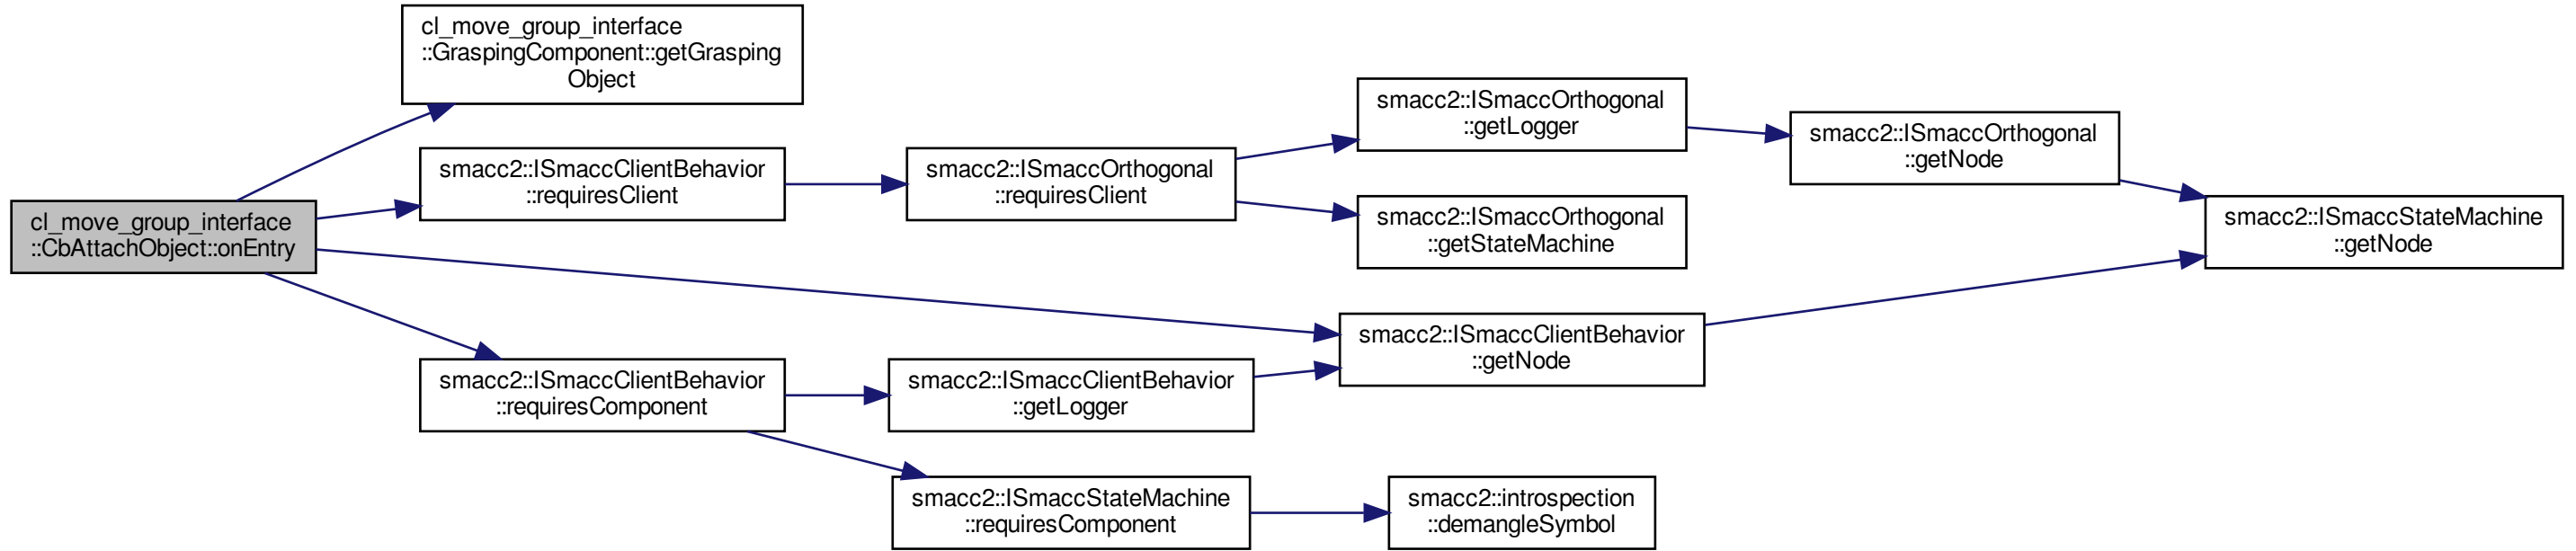 cl_move_group_interface
::GraspingComponent::getGrasping
Object
smacc2::ISmaccOrthogonal
::getLogger
smacc2::ISmaccOrthogonal
::getNode
smacc2::ISmaccClientBehavior
::requiresClient
smacc2::ISmaccOrthogonal
::requiresClient
cl_move_group_interface
::CbAttachObject::onEntry
smacc2::ISmaccOrthogonal
::getStateMachine
smacc2::ISmaccStateMachine
::getNode
smacc2::ISmaccClientBehavior
::getNode
smacc2::ISmaccClientBehavior
::requiresComponent
smacc2::ISmaccClientBehavior
::getLogger
smacc2::ISmaccStateMachine
::requiresComponent
smacc2::introspection
::demangleSymbol